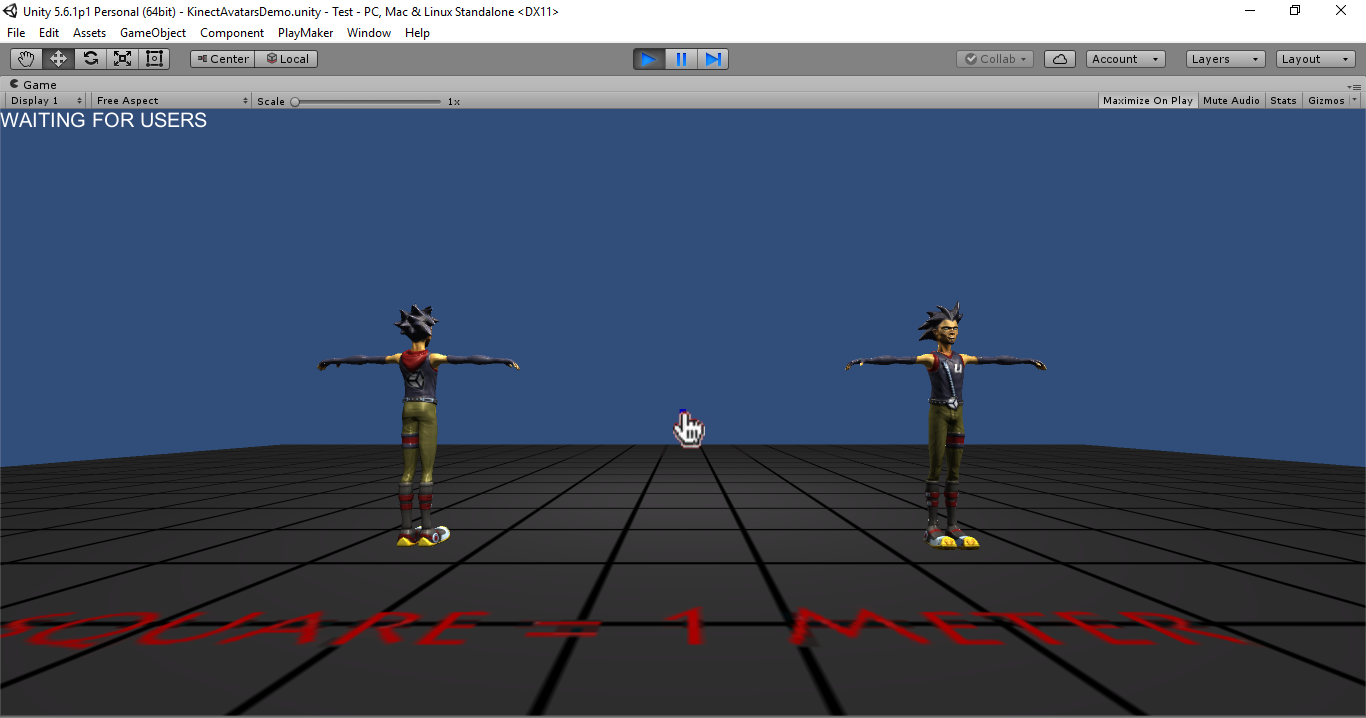 Unity 5.6.1p1 Personal (64bit) - KinectAvatarsDemo.unity - Test - PC, Mac & Linux Standalone <DX11>
File Edit Assets GameObject Component PlayMaker Window Help
Center Local Collab Account Layers Layout
Game
Display 1 Free Aspect Scale 1x Maximize On Play Mute Audio Stats Gizmos
WAITING FOR USERS
U
SQUARE = 1 METER